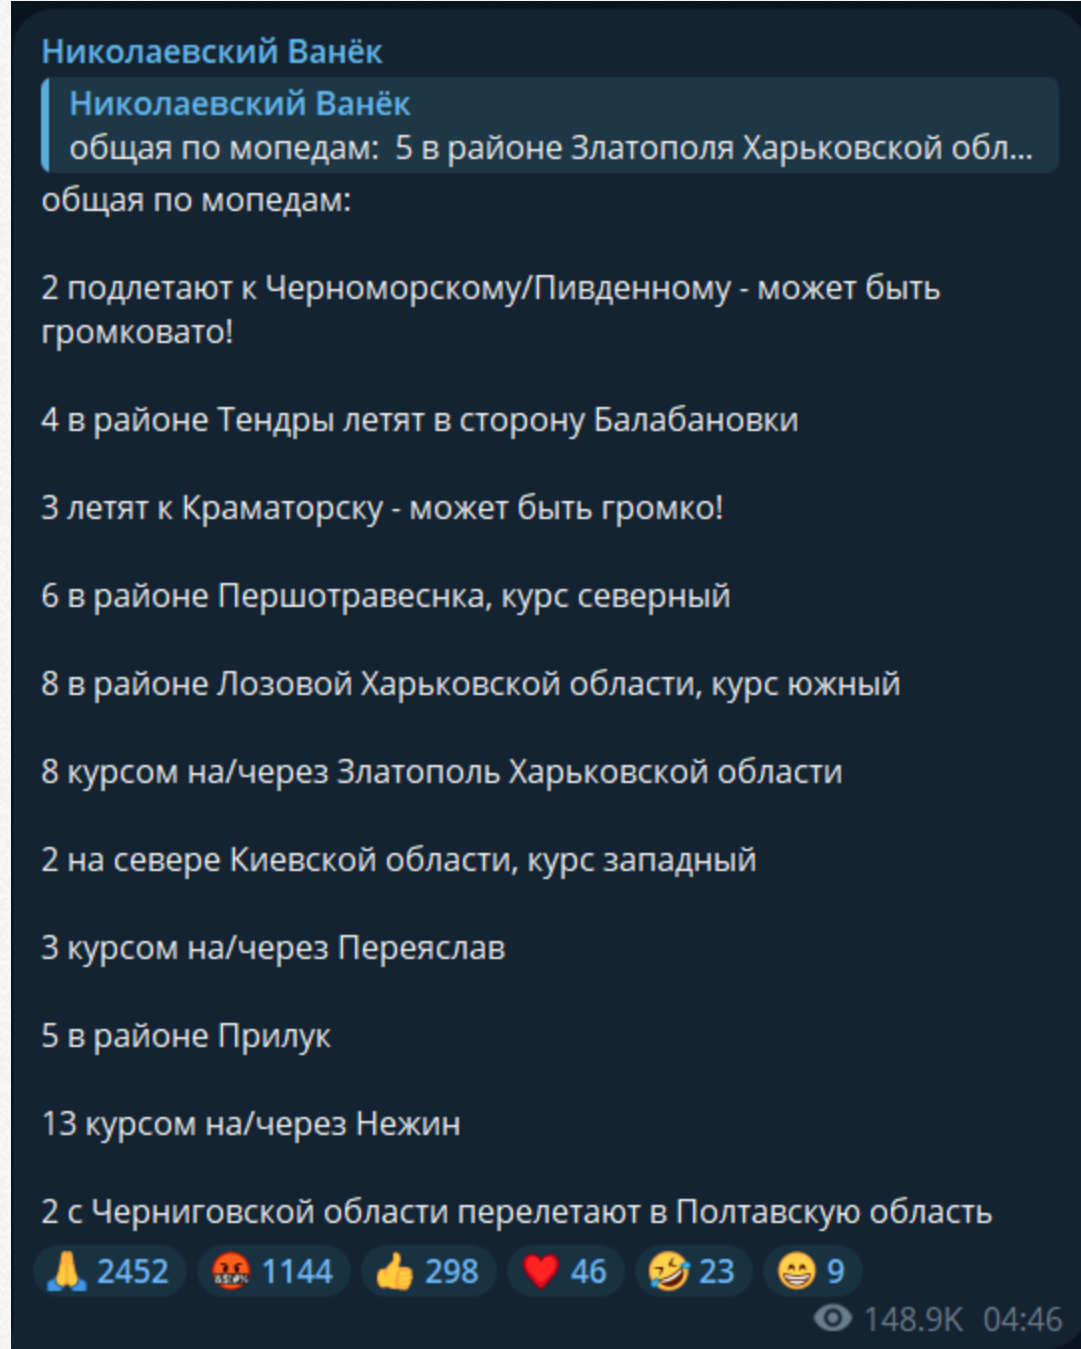 Николаевский Ванёк
Николаевский Ванёк
общая по мопедам:  5 в районе Златополя Харьковской обл...
общая по мопедам:
2 подлетают к Черноморскому/Пивденному - может быть
громковато!
4 в районе Тендры летят в сторону Балабановки
3 летят к Краматорску - может быть громко!
6 в районе Першотравеснка, курс северный
8 в районе Лозовой Харьковской области, курс южный
8 курсом на/через Златополь Харьковской области
2 на севере Киевской области, курс западный
3 курсом на/через Переяслав
5 в районе Прилук
13 курсом на/через Нежин
2 с Черниговской области перелетают в Полтавскую область
🙏 2452 🤬 1144 👍 298 ❤️ 46 🤣 23 😁 9
148.9K 04:46